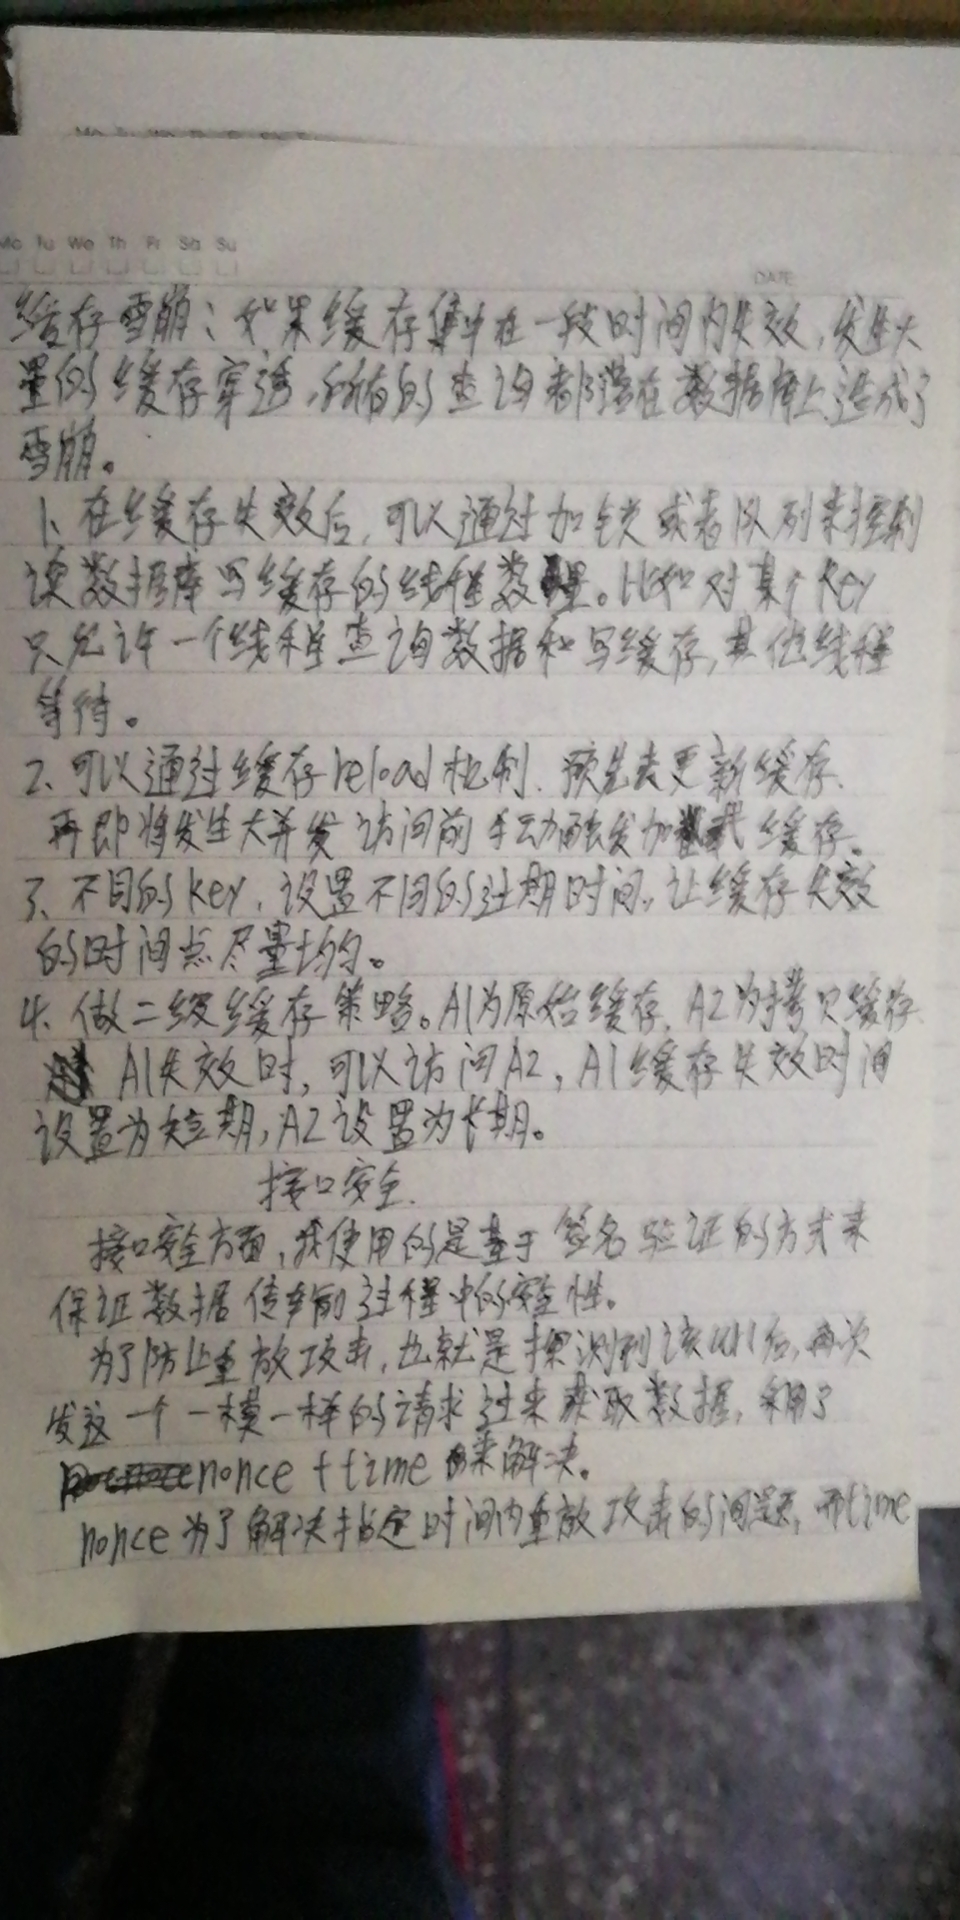 Mo Tu We Th Fr Sa Su
DATE
缓存雪崩：如果缓存集中在一段时间内失效，发生大
量的缓存穿透，所有的查询都落在数据库上造成了
雪崩。
1、在缓存失效后，可以通过加锁或者队列来控制
读数据库写缓存的线程数量。比如对某个key
只允许一个线程查询数据和写缓存，其他线程
等待。
2、可以通过缓存reload机制、预先去更新缓存、
再即将发生大并发访问前手动触发加载缓存。
3、不同的key，设置不同的过期时间，让缓存失效
的时间点尽量均匀。
4、做二级缓存策略。A1为原始缓存，A2为拷贝缓存
A1失效时，可以访问A2，A1缓存失效时间
设置为短期，A2设置为长期。
接口安全.
接口安全方面，我使用的是基于签名验证的方式来
保证数据传输过程中的安全性。
为了防止重放攻击，也就是探测到该url后，再次
发这一个一模一样的请求过来获取数据，采用了
nonce + time 来解决。
nonce 为了解决指定时间内重放攻击的问题，而time